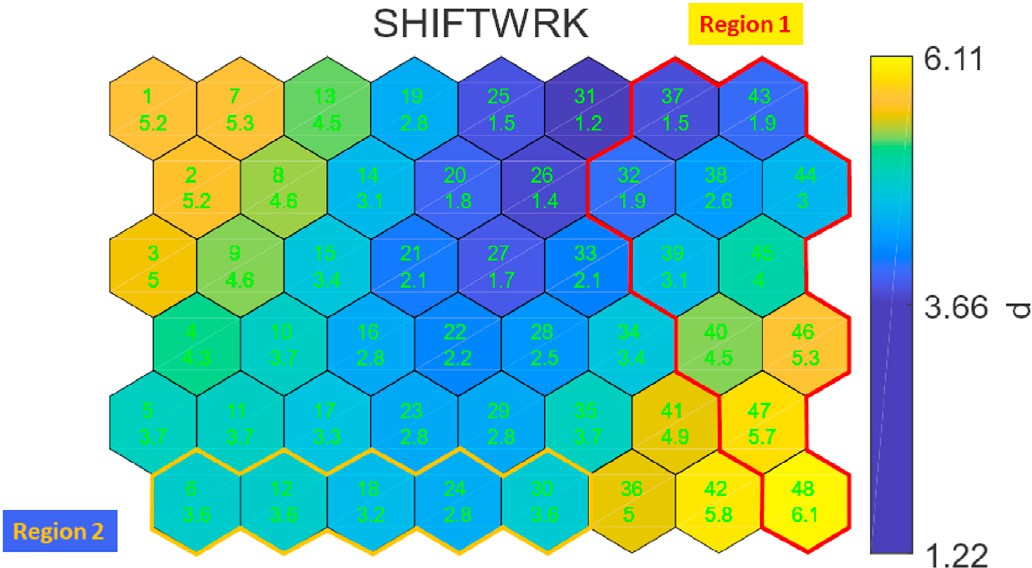 SHIFTWRK
Region 1
1 7 13 19 25 31 37 43
5.2 5.3 4.5 2.8 1.5 1.2 1.5 1.9
2 8 14 20 26 32 38 44
5.2 4.6 3.1 1.8 1.4 1.9 2.6 3
3 9 15 21 27 33 39 45
5 4.6 3.4 2.1 1.7 2.1 3.1 4
4 10 16 22 28 34 40 46
4.3 3.7 2.8 2.2 2.5 3.4 4.5 5.3
5 11 17 23 29 35 41 47
3.7 3.7 3.3 2.8 2.8 3.7 4.9 5.7
6 12 18 24 30 36 42 48
3.6 3.6 3.2 2.8 3.6 5 5.8 6.1
Region 2
6.11
3.66
d
1.22